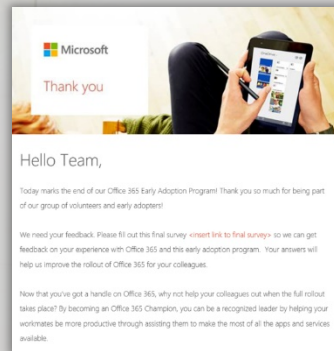 Microsoft
Thank you
Hello Team,
Today marks the end of our Office 365 Early Adoption Program! Thank you so much for being part
of our group of volunteers and early adopters!
We need your feedback. Please fill out this final survey <insert link to final survey> so we can get
feedback on your experience with Office 365 and this early adoption program. Your answers will
help us improve the rollout of Office 365 for your colleagues.
Now that you've got a handle on Office 365, why not help your colleagues out when the full rollout
takes place? By becoming an Office 365 Champion, you can be a recognized leader by helping your
workmates be more productive through assisting them to make the most of all the apps and services
available.